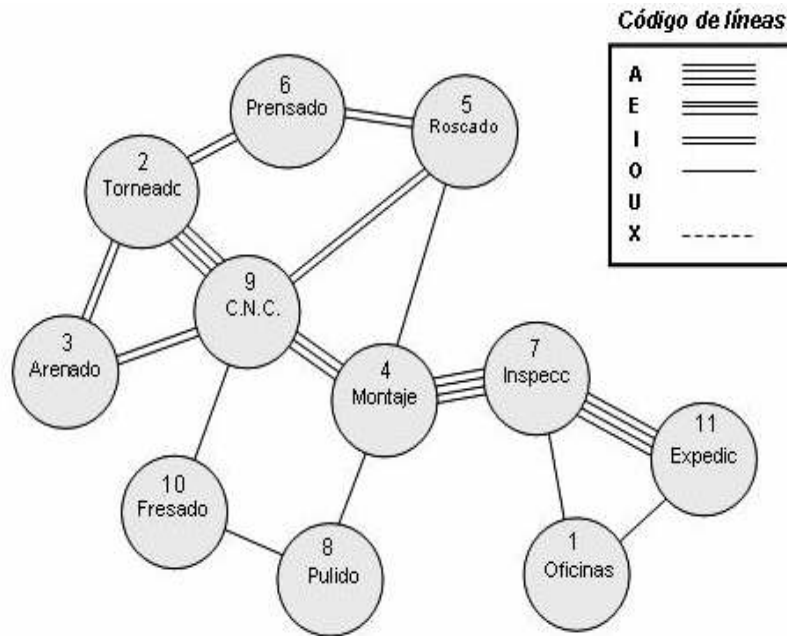 Código de líneas
A
E
I
O
U
X
6
Prensado
5
Roscado
2
Torneado
9
C.N.C.
3
Arenado
4
Montaje
7
Inspecc
11
Expedic
10
Fresado
8
Pulido
1
Oficinas